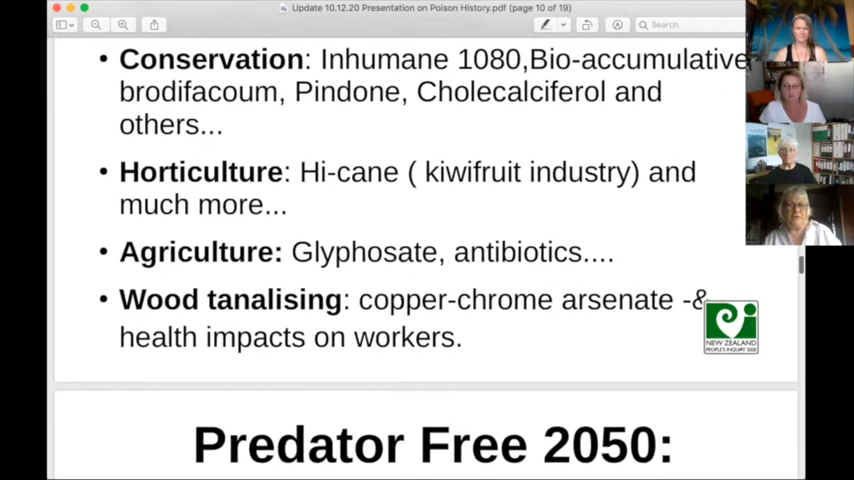 Update 10.12.20 Presentation on Poison History.pdf (page 10 of 19)
Search
• Conservation: Inhumane 1080,Bio-accumulative
brodifacoum, Pindone, Cholecalciferol and
others...
• Horticulture: Hi-cane ( kiwifruit industry) and
much more...
• Agriculture: Glyphosate, antibiotics....
• Wood tanalising: copper-chrome arsenate -&
health impacts on workers.
NEW ZEALAND
PEOPLE'S INQUIRY 2020
Predator Free 2050: